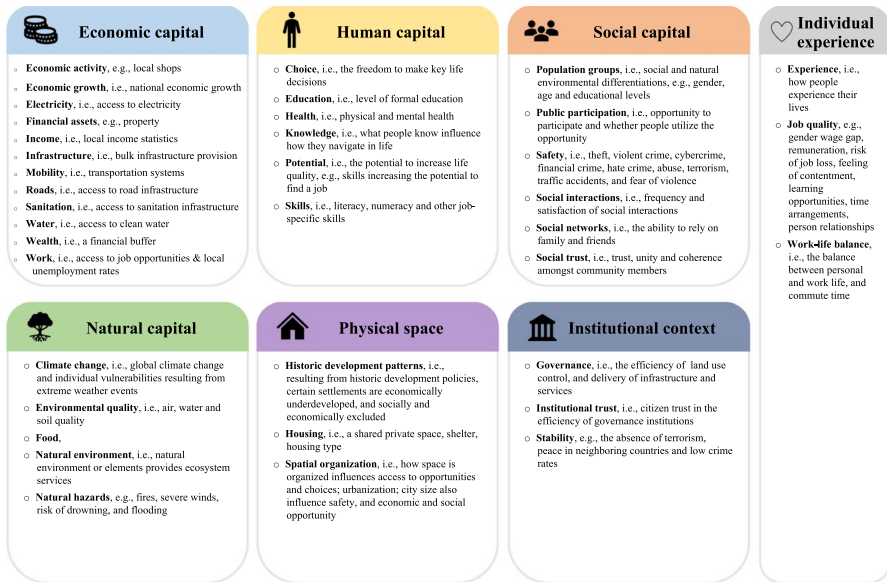 Economic capital
○ Economic activity, e.g., local shops
○ Economic growth, i.e., national economic growth
○ Electricity, i.e., access to electricity
○ Financial assets, e.g., property
○ Income, i.e., local income statistics
○ Infrastructure, i.e., bulk infrastructure provision
○ Mobility, i.e., transportation systems
○ Roads, i.e., access to road infrastructure
○ Sanitation, i.e., access to sanitation infrastructure
○ Water, i.e., access to clean water
○ Wealth, i.e., a financial buffer
○ Work, i.e., access to job opportunities & local
unemployment rates
Human capital
○ Choice, i.e., the freedom to make key life
decisions
○ Education, i.e., level of formal education
○ Health, i.e., physical and mental health
○ Knowledge, i.e., what people know influence
how they navigate in life
○ Potential, i.e., the potential to increase life
quality, e.g., skills increasing the potential to
find a job
○ Skills, i.e., literacy, numeracy and other job-
specific skills
Social capital
○ Population groups, i.e., social and natural
environmental differentiations, e.g., gender,
age and educational levels
○ Public participation, i.e., opportunity to
participate and whether people utilize the
opportunity
○ Safety, i.e., theft, violent crime, cybercrime,
financial crime, hate crime, abuse, terrorism,
traffic accidents, and fear of violence
○ Social interactions, i.e., frequency and
satisfaction of social interactions
○ Social networks, i.e., the ability to rely on
family and friends
○ Social trust, i.e., trust, unity and coherence
amongst community members
Individual
experience
○ Experience, i.e.,
how people
experience their
lives
○ Job quality, e.g.,
gender wage gap,
remuneration, risk
of job loss, feeling
of contentment,
learning
opportunities, time
arrangements,
person relationships
○ Work-life balance,
i.e., the balance
between personal
and work life, and
commute time
Natural capital
○ Climate change, i.e., global climate change
and individual vulnerabilities resulting from
extreme weather events
○ Environmental quality, i.e., air, water and
soil quality
○ Food,
○ Natural environment, i.e., natural
environment or elements provides ecosystem
services
○ Natural hazards, e.g., fires, severe winds,
risk of drowning, and flooding
Physical space
○ Historic development patterns, i.e.,
resulting from historic development policies,
certain settlements are economically
underdeveloped, and socially and
economically excluded
○ Housing, i.e., a shared private space, shelter,
housing type
○ Spatial organization, i.e., how space is
organized influences access to opportunities
and choices; urbanization; city size also
influence safety, and economic and social
opportunity
Institutional context
○ Governance, i.e., the efficiency of land use
control, and delivery of infrastructure and
services
○ Institutional trust, i.e., citizen trust in the
efficiency of governance institutions
○ Stability, e.g., the absence of terrorism,
peace in neighboring countries and low crime
rates